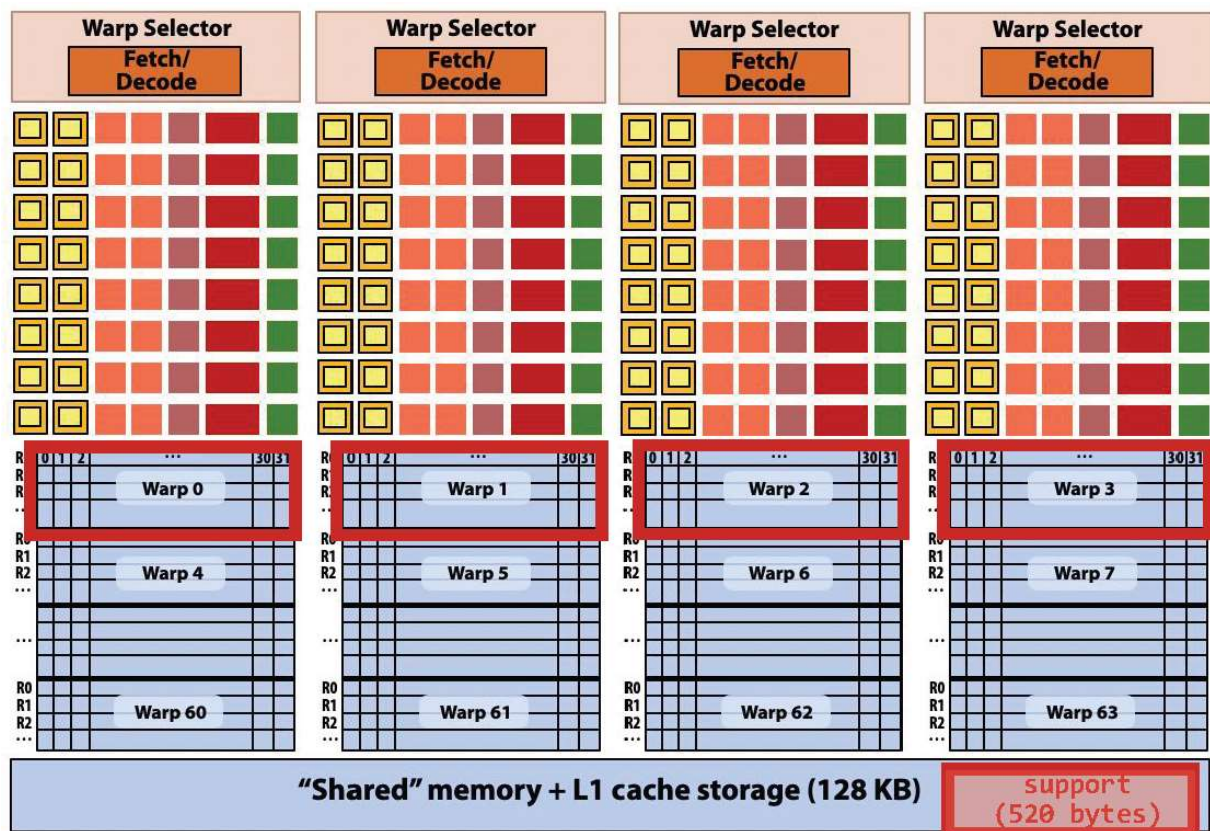 Warp Selector
Fetch/
Decode
Warp Selector
Fetch/
Decode
Warp Selector
Fetch/
Decode
Warp Selector
Fetch/
Decode
0 1 2 ... 30 31
Warp 0
...
0 1 2 ... 30 31
Warp 1
...
0 1 2 ... 30 31
Warp 2
...
0 1 2 ... 30 31
Warp 3
...
R0
R1
R2
...
Warp 4
R0
R1
R2
...
Warp 5
R0
R1
R2
...
Warp 6
R0
R1
R2
...
Warp 7
...
...
...
...
R0
R1
R2
...
Warp 60
R0
R1
R2
...
Warp 61
R0
R1
R2
...
Warp 62
R0
R1
R2
...
Warp 63
“Shared” memory + L1 cache storage (128 KB)
support
(520 bytes)